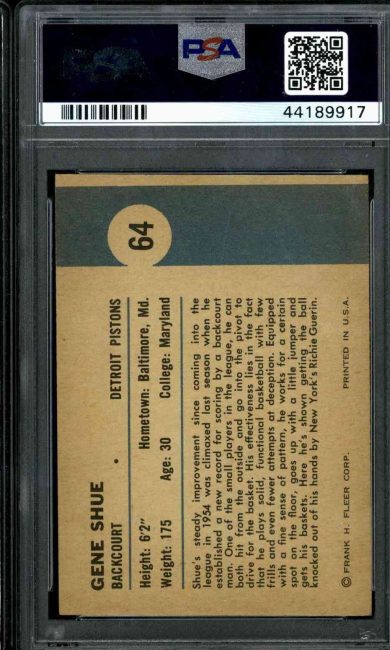 PSA
44189917
64
GENE SHUE
BACKCOURT • DETROIT PISTONS
Height: 6'2" Hometown: Baltimore, Md.
Weight: 175 Age: 30 College: Maryland
Shue's steady improvement since coming into the
league in 1954 was climaxed last season when he
established a new record for scoring by a backcourt
man. One of the small players in the league, he can
both hit from the outside and go into the pivot to
drive for the basket. His effectiveness lies in the fact
that he plays solid, functional basketball with few
frills and even fewer attempts at deception. Equipped
with a fine sense of pattern, he works for a certain
spot on the floor, goes up with a little jumper and
gets his baskets. Here he's shown getting the ball
knocked out of his hands by New York's Richie Guerin.
© FRANK H. FLEER CORP. PRINTED IN U.S.A.